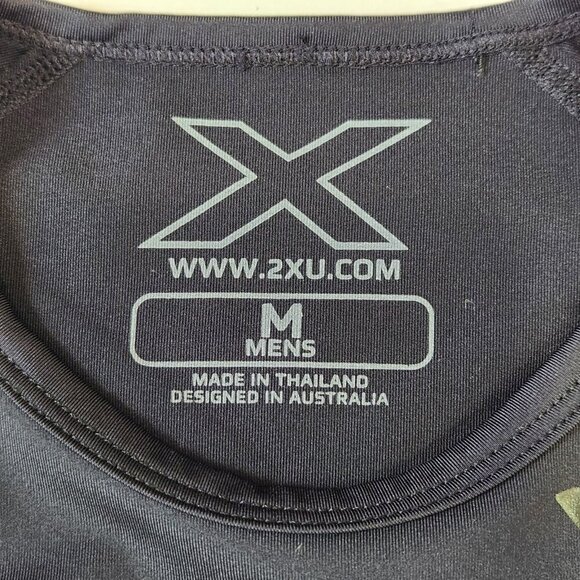 X
WWW.2XU.COM
M
MENS
MADE IN THAILAND
DESIGNED IN AUSTRALIA